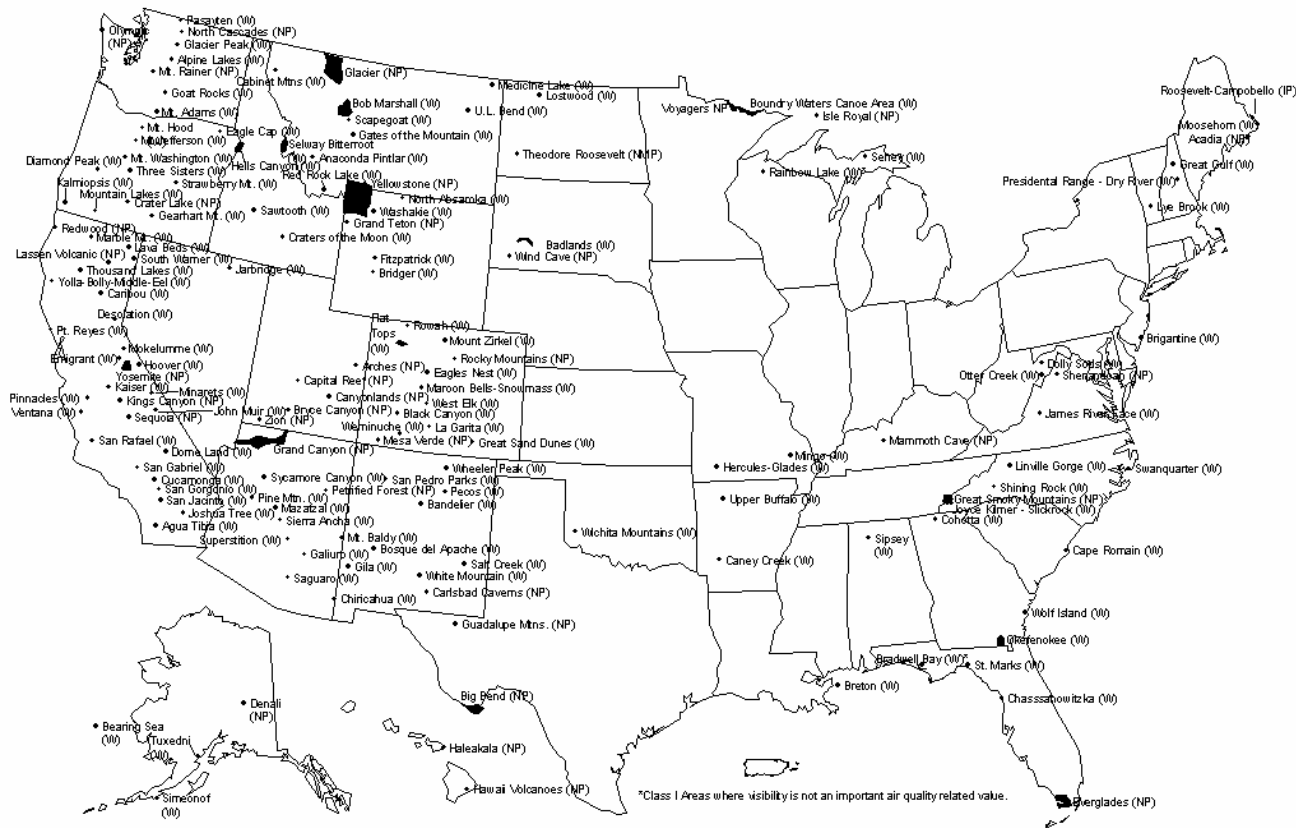 Pasayten (W)
Olympic
(NP)
North Cascades (NP)
Glacier Peak (W)
Alpine Lakes (W)
Mt. Rainer (NP)
Goat Rocks (W)
Mt. Adams (W)
Mt. Hood
Mt. Jefferson (W)
Diamond Peak (W)
Mt. Washington (W)
Three Sisters (W)
Kalmiopsis (W)
Strawberry Mt. (W)
Mountain Lakes (W)
Crater Lake (NP)
Gearhart Mt. (W)
Eagle Cap (W)
Hells Canyon (W)
Cabinet Mtns (W)
Glacier (NP)
Bob Marshall (W)
Scapegoat (W)
Gates of the Mountain (W)
Selway Bitterroot
(W)
Anaconda Pintlar (W)
Red Rock Lake (W)
Medicine Lake (W)
U.L. Bend (W)
Lostwood (W)
Theodore Roosevelt (NMP)
Yellowstone (NP)
North Absaroka (W)
Washakie (W)
Grand Teton (NP)
Fitzpatrick (W)
Bridger (W)
Sawtooth (W)
Craters of the Moon (W)
Jarbridge (W)
Badlands (W)
Wind Cave (NP)
Voyagers NP
Boundry Waters Canoe Area (W)
Isle Royal (NP)
Seney (W)
Rainbow Lake (W)*
Roosevelt-Campobello (IP)
Moosehorn (W)
Acadia (NP)
Great Gulf (W)
Presidental Range - Dry River (W)
Lye Brook (W)
Brigantine (W)
Redwood (NP)
Marble Mt. (W)
Lava Beds (W)
Lassen Volcanic (NP)
South Warner (W)
Thousand Lakes (W)
Yolla-Bolly-Middle-Eel (W)
Caribou (W)
Desolation (W)
Pt. Reyes (W)
Mokelumme (W)
Emigrant (W)
Hoover (W)
Yosemite (NP)
Kaiser (W)
Minarets (W)
Pinnacles (W)
Kings Canyon (NP)
Ventana (W)
John Muir (W)
Sequoia (NP)
San Rafael (W)
Dome Land (W)
San Gabriel (W)
Cucamonga (W)
San Gorgonio (W)
San Jacinto (W)
Joshua Tree (W)
Agua Tibia (W)
Flat
Tops
(W)
Rowah (W)
Mount Zirkel (W)
Rocky Mountains (NP)
Eagles Nest (W)
Maroon Bells-Snowmass (W)
West Elk (W)
Black Canyon (W)
Weminuche (W)
La Garita (W)
Mesa Verde (NP)
Great Sand Dunes (W)
Arches (NP)
Capital Reef (NP)
Canyonlands (NP)
Bryce Canyon (NP)
Zion (NP)
Grand Canyon (NP)
Sycamore Canyon (W)
Petrified Forest (NP)
Pine Mtn. (W)
Mazatzal (W)
Sierra Ancha (W)
Superstition (W)
Mt. Baldy (W)
Galiuro (W)
Saguaro (W)
Chiricahua (W)
Wheeler Peak (W)
San Pedro Parks (W)
Pecos (W)
Bandelier (W)
Bosque del Apache (W)
Gila (W)
Salt Creek (W)
White Mountain (W)
Carlsbad Caverns (NP)
Guadalupe Mtns. (NP)
Big Bend (NP)
Wichita Mountains (W)
Hercules-Glades (W)
Mingo (W)
Upper Buffalo (W)
Caney Creek (W)
Mammoth Cave (NP)
Dolly Sods (W)
Otter Creek (W)
Shenandoah (NP)
James River Face (W)
Linville Gorge (W)
Swanquarter (W)
Shining Rock (W)
Great Smoky Mountains (NP)
Joyce Kilmer - Slickrock (W)
Cohotta (W)
Sipsey
(W)
Cape Romain (W)
Wolf Island (W)
Okefenokee (W)
Bradwell Bay (W)*
St. Marks (W)
Breton (W)
Chasssahowitzka (W)
Everglades (NP)
Denali
(NP)
Bearing Sea
(W)
Tuxedni
(W)
Simeonof
(W)
Haleakala (NP)
Hawaii Volcanoes (NP)
*Class I Areas where visibility is not an important air quality related value.